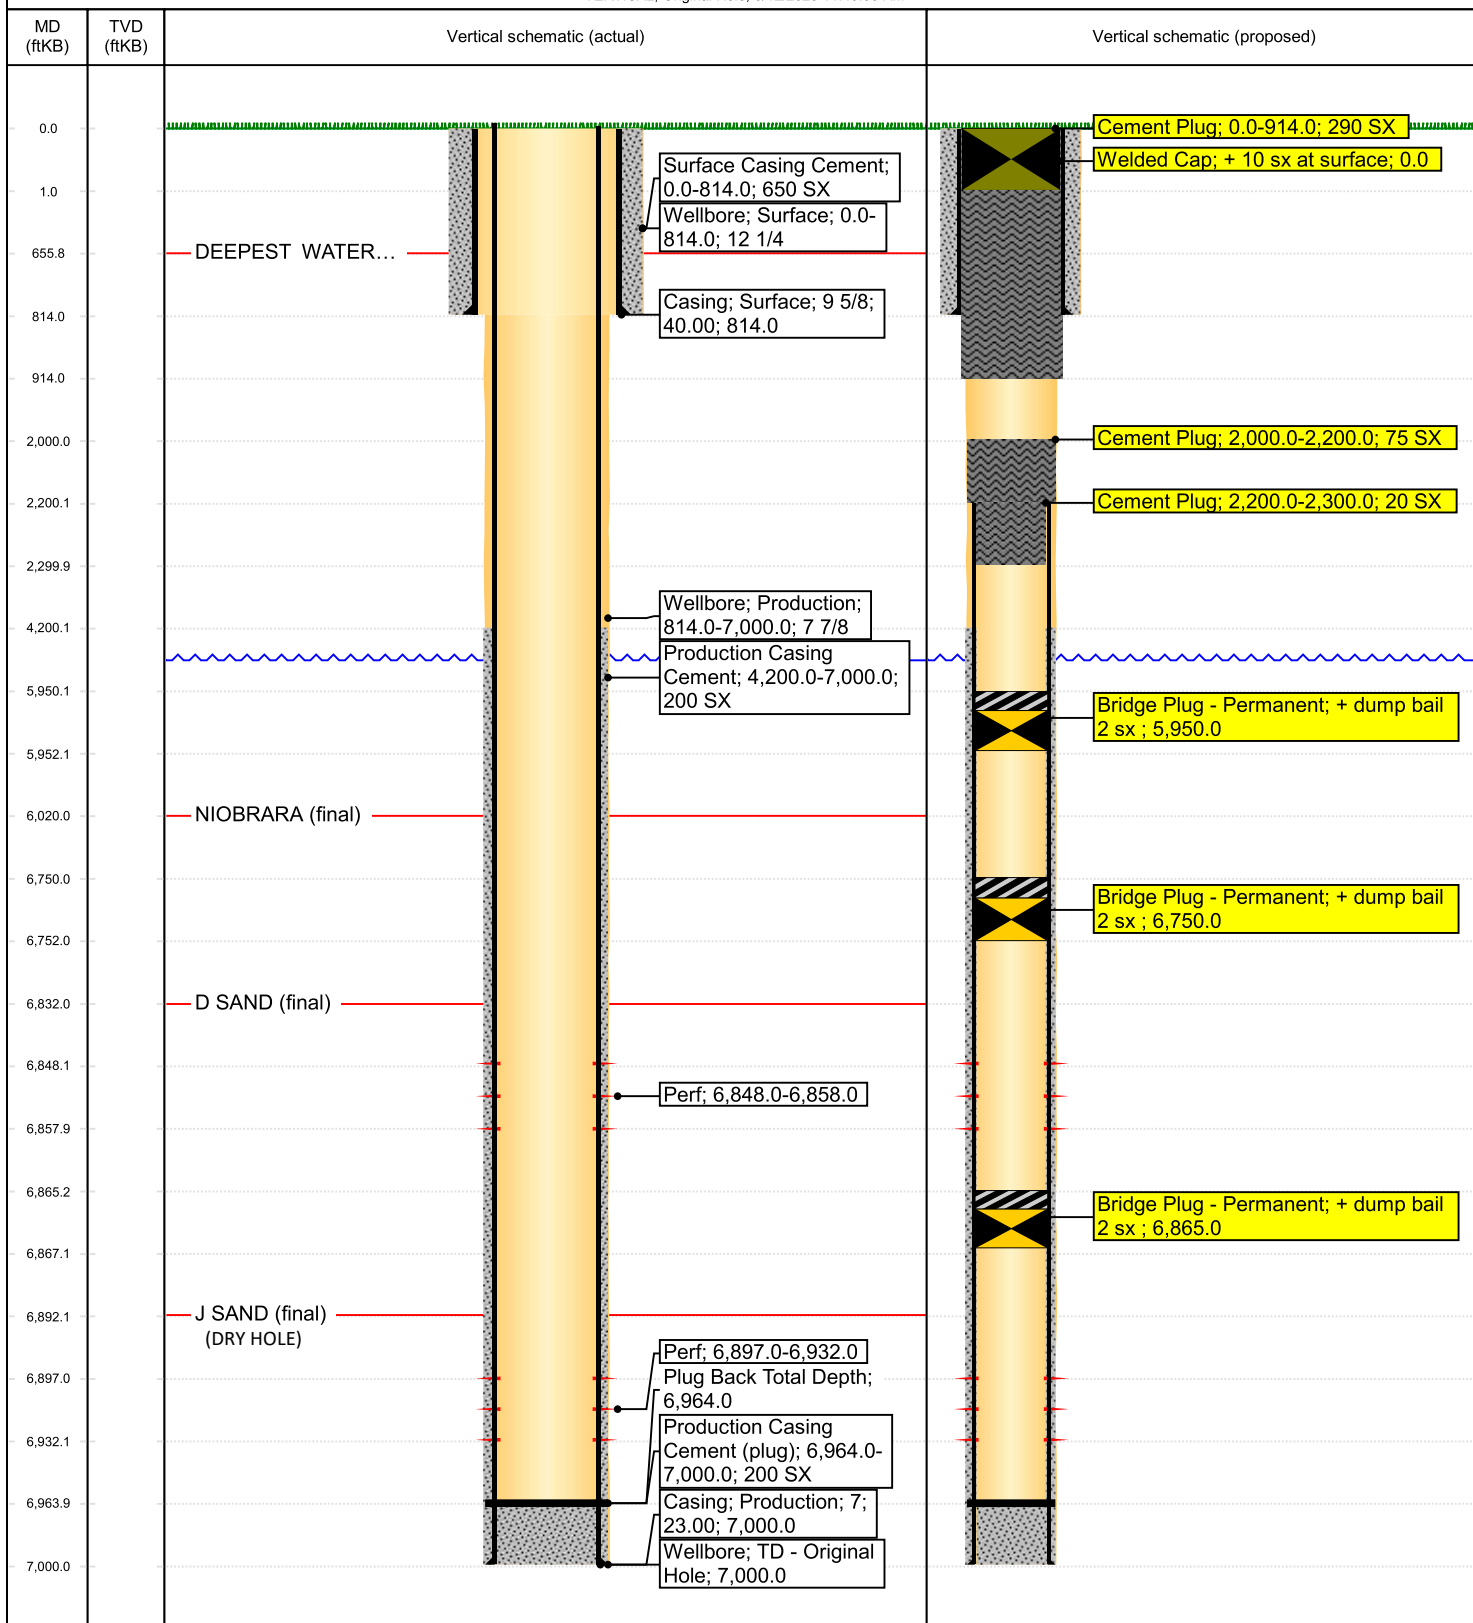 MD
(ftKB)
TVD
(ftKB)
Vertical schematic (actual)
Vertical schematic (proposed)
0.0
1.0
655.8
814.0
914.0
2,000.0
2,200.1
2,299.9
4,200.1
5,950.1
5,952.1
6,020.0
6,750.0
6,752.0
6,832.0
6,848.1
6,857.9
6,865.2
6,867.1
6,892.1
6,897.0
6,932.1
6,963.9
7,000.0
DEEPEST WATER...
NIOBRARA (final)
D SAND (final)
J SAND (final)
(DRY HOLE)
Surface Casing Cement;
0.0-814.0; 650 SX
Wellbore; Surface; 0.0-
814.0; 12 1/4
Casing; Surface; 9 5/8;
40.00; 814.0
Wellbore; Production;
814.0-7,000.0; 7 7/8
Production Casing
Cement; 4,200.0-7,000.0;
200 SX
Perf; 6,848.0-6,858.0
Perf; 6,897.0-6,932.0
Plug Back Total Depth;
6,964.0
Production Casing
Cement (plug); 6,964.0-
7,000.0; 200 SX
Casing; Production; 7;
23.00; 7,000.0
Wellbore; TD - Original
Hole; 7,000.0
Cement Plug; 0.0-914.0; 290 SX
Welded Cap; + 10 sx at surface; 0.0
Cement Plug; 2,000.0-2,200.0; 75 SX
Cement Plug; 2,200.0-2,300.0; 20 SX
Bridge Plug - Permanent; + dump bail
2 sx ; 5,950.0
Bridge Plug - Permanent; + dump bail
2 sx ; 6,750.0
Bridge Plug - Permanent; + dump bail
2 sx ; 6,865.0